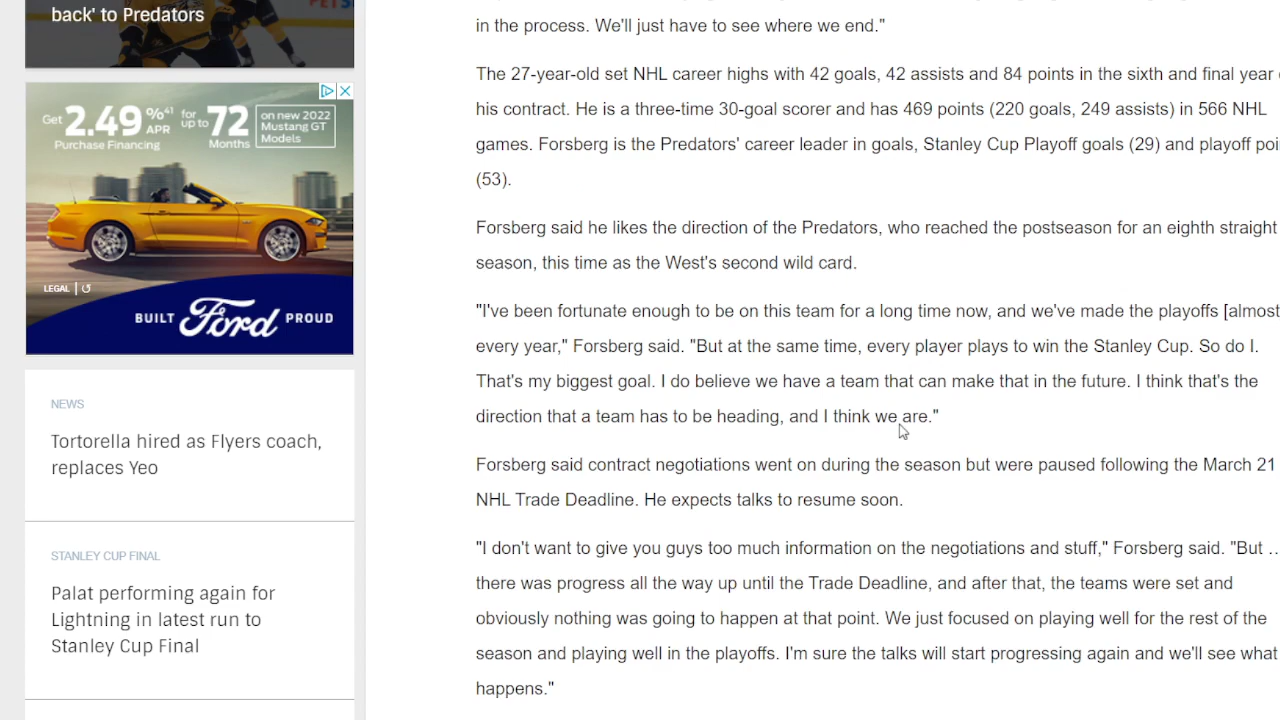 back' to Predators
Get 2.49 %41 APR for up to 72 Months
Purchase Financing
on new 2022
Mustang GT
Models
LEGAL
BUILT Ford PROUD
NEWS
Tortorella hired as Flyers coach,
replaces Yeo
STANLEY CUP FINAL
Palat performing again for
Lightning in latest run to
Stanley Cup Final
in the process. We'll just have to see where we end."
The 27-year-old set NHL career highs with 42 goals, 42 assists and 84 points in the sixth and final year
his contract. He is a three-time 30-goal scorer and has 469 points (220 goals, 249 assists) in 566 NHL
games. Forsberg is the Predators' career leader in goals, Stanley Cup Playoff goals (29) and playoff poi
(53).
Forsberg said he likes the direction of the Predators, who reached the postseason for an eighth straight
season, this time as the West's second wild card.
"I've been fortunate enough to be on this team for a long time now, and we've made the playoffs [almost
every year," Forsberg said. "But at the same time, every player plays to win the Stanley Cup. So do I.
That's my biggest goal. I do believe we have a team that can make that in the future. I think that's the
direction that a team has to be heading, and I think we are."
Forsberg said contract negotiations went on during the season but were paused following the March 21
NHL Trade Deadline. He expects talks to resume soon.
"I don't want to give you guys too much information on the negotiations and stuff," Forsberg said. "But ...
there was progress all the way up until the Trade Deadline, and after that, the teams were set and
obviously nothing was going to happen at that point. We just focused on playing well for the rest of the
season and playing well in the playoffs. I'm sure the talks will start progressing again and we'll see what
happens."